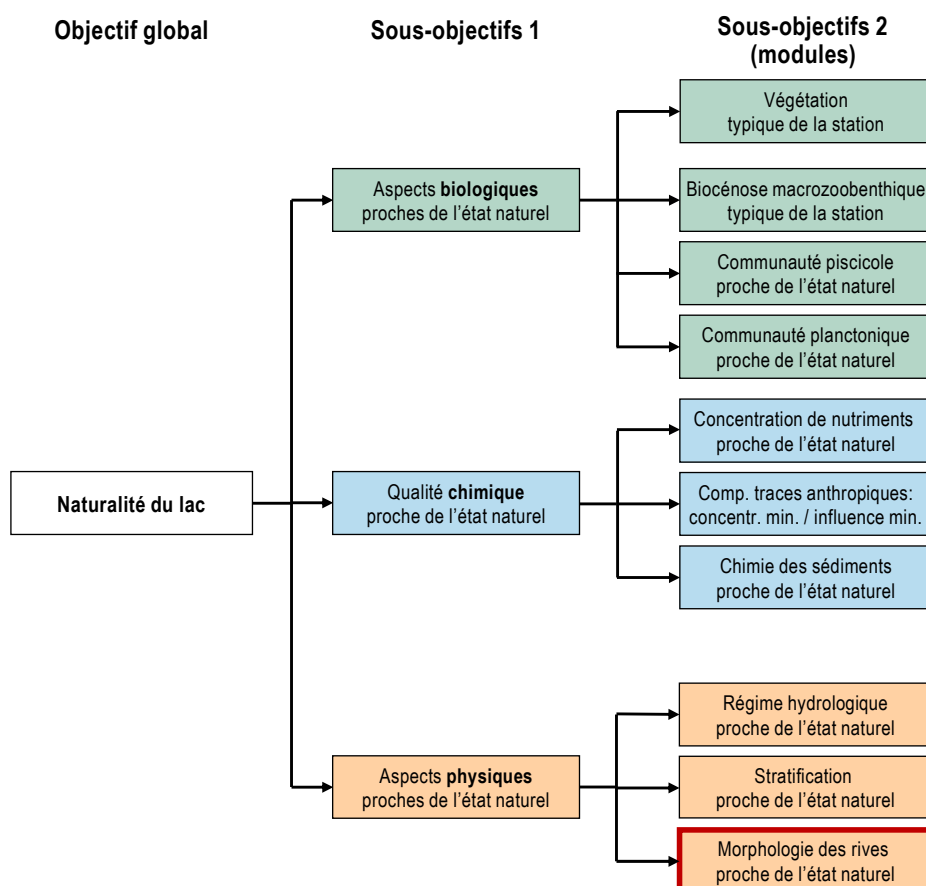 Objectif global
Sous-objectifs 1
Sous-objectifs 2
(modules)
Végétation
typique de la station
Aspects biologiques
proches de l'état naturel
Biocénose macrozoobenthique
typique de la station
Communauté piscicole
proche de l'état naturel
Communauté planctonique
proche de l'état naturel
Concentration de nutriments
proche de l'état naturel
Naturalité du lac
Qualité chimique
proche de l'état naturel
Comp. traces anthropiques:
concentr. min. / influence min.
Chimie des sédiments
proche de l'état naturel
Régime hydrologique
proche de l'état naturel
Aspects physiques
proches de l'état naturel
Stratification
proche de l'état naturel
Morphologie des rives
proche de l'état naturel